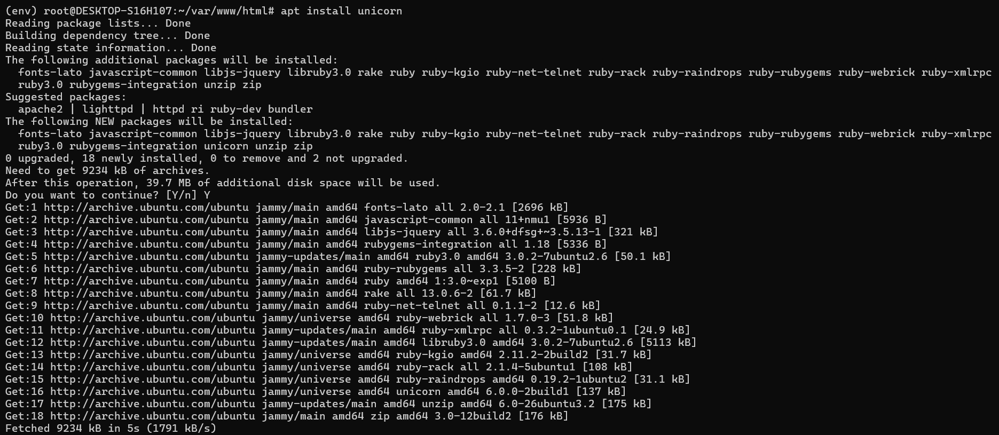 (env) root@DESKTOP-S16H107:~/var/www/html# apt install unicorn
Reading package lists... Done
Building dependency tree... Done
Reading state information... Done
The following additional packages will be installed:
  fonts-lato javascript-common libjs-jquery libruby3.0 rake ruby ruby-kgio ruby-net-telnet ruby-rack ruby-raindrops ruby-rubygems ruby-webrick ruby-xmlrpc
  ruby3.0 rubygems-integration unzip zip
Suggested packages:
  apache2 | lighttpd | httpd ri ruby-dev bundler
The following NEW packages will be installed:
  fonts-lato javascript-common libjs-jquery libruby3.0 rake ruby ruby-kgio ruby-net-telnet ruby-rack ruby-raindrops ruby-rubygems ruby-webrick ruby-xmlrpc
  ruby3.0 rubygems-integration unicorn unzip zip
0 upgraded, 18 newly installed, 0 to remove and 2 not upgraded.
Need to get 9234 kB of archives.
After this operation, 39.7 MB of additional disk space will be used.
Do you want to continue? [Y/n] Y
Get:1 http://archive.ubuntu.com/ubuntu jammy/main amd64 fonts-lato all 2.0-2.1 [2696 kB]
Get:2 http://archive.ubuntu.com/ubuntu jammy/main amd64 javascript-common all 11+nmu1 [5936 B]
Get:3 http://archive.ubuntu.com/ubuntu jammy/main amd64 libjs-jquery all 3.6.0+dfsg+~3.5.13-1 [321 kB]
Get:4 http://archive.ubuntu.com/ubuntu jammy/main amd64 rubygems-integration all 1.18 [5336 B]
Get:5 http://archive.ubuntu.com/ubuntu jammy-updates/main amd64 ruby3.0 amd64 3.0.2-7ubuntu2.6 [50.1 kB]
Get:6 http://archive.ubuntu.com/ubuntu jammy/main amd64 ruby-rubygems all 3.3.5-2 [228 kB]
Get:7 http://archive.ubuntu.com/ubuntu jammy/main amd64 ruby amd64 1:3.0~exp1 [5100 B]
Get:8 http://archive.ubuntu.com/ubuntu jammy/main amd64 rake all 13.0.6-2 [61.7 kB]
Get:9 http://archive.ubuntu.com/ubuntu jammy/main amd64 ruby-net-telnet all 0.1.1-2 [12.6 kB]
Get:10 http://archive.ubuntu.com/ubuntu jammy/universe amd64 ruby-webrick all 1.7.0-3 [51.8 kB]
Get:11 http://archive.ubuntu.com/ubuntu jammy-updates/main amd64 ruby-xmlrpc all 0.3.2-1ubuntu0.1 [24.9 kB]
Get:12 http://archive.ubuntu.com/ubuntu jammy-updates/main amd64 libruby3.0 amd64 3.0.2-7ubuntu2.6 [5113 kB]
Get:13 http://archive.ubuntu.com/ubuntu jammy/universe amd64 ruby-kgio amd64 2.11.2-2build2 [31.7 kB]
Get:14 http://archive.ubuntu.com/ubuntu jammy/universe amd64 ruby-rack all 2.1.4-5ubuntu1 [108 kB]
Get:15 http://archive.ubuntu.com/ubuntu jammy/universe amd64 ruby-raindrops amd64 0.19.2-1ubuntu2 [31.1 kB]
Get:16 http://archive.ubuntu.com/ubuntu jammy/universe amd64 unicorn amd64 6.0.0-2build1 [137 kB]
Get:17 http://archive.ubuntu.com/ubuntu jammy-updates/main amd64 unzip amd64 6.0-26ubuntu3.2 [175 kB]
Get:18 http://archive.ubuntu.com/ubuntu jammy/main amd64 zip amd64 3.0-12build2 [176 kB]
Fetched 9234 kB in 5s (1791 kB/s)